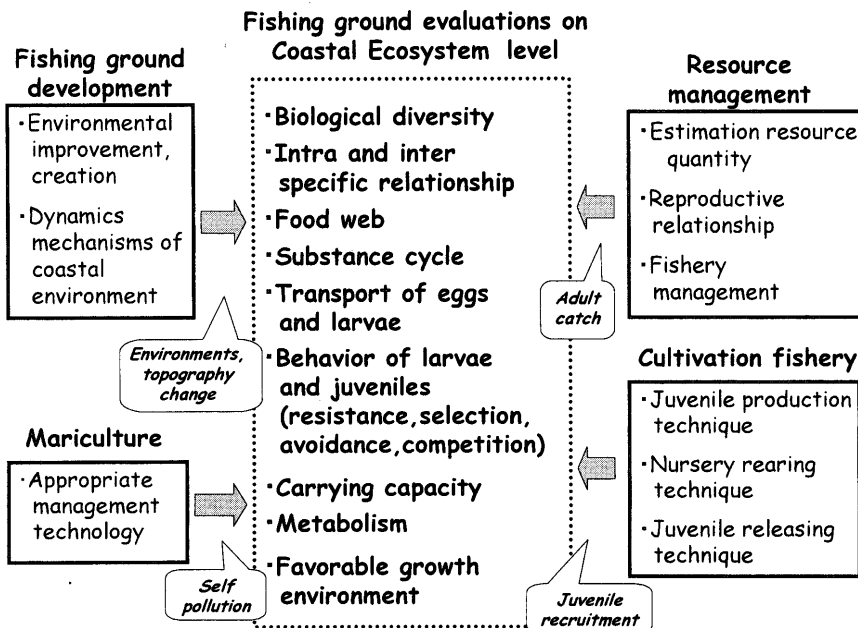 Fishing ground evaluations on
Coastal Ecosystem level
Fishing ground
development
・Environmental
improvement,
creation
・Dynamics
mechanisms of
coastal
environment
Environments,
topography
change
Mariculture
・Appropriate
management
technology
Self
pollution
・Biological diversity
・Intra and inter
specific relationship
・Food web
・Substance cycle
・Transport of eggs
and larvae
・Behavior of larvae
and juveniles
(resistance,selection,
avoidance,competition)
・Carrying capacity
・Metabolism
・Favorable growth
environment
Resource
management
・Estimation resource
quantity
・Reproductive
relationship
・Fishery
management
Adult
catch
Cultivation fishery
・Juvenile production
technique
・Nursery rearing
technique
・Juvenile releasing
technique
Juvenile
recruitment